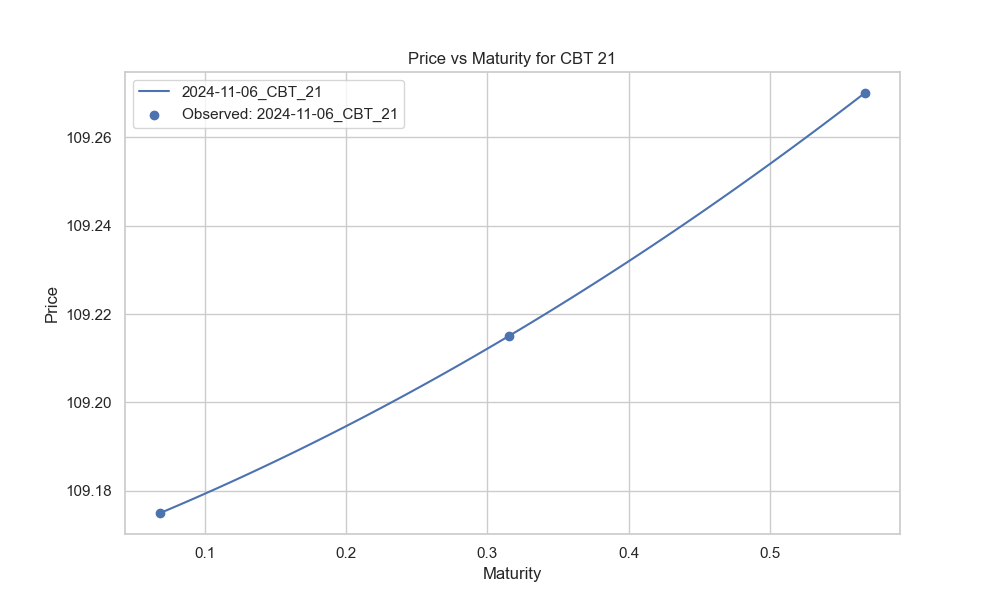 Price vs Maturity for CBT 21
2024-11-06_CBT_21
Observed: 2024-11-06_CBT_21
109.26
109.24
109.22
109.20
109.18
Price
0.1 0.2 0.3 0.4 0.5
Maturity